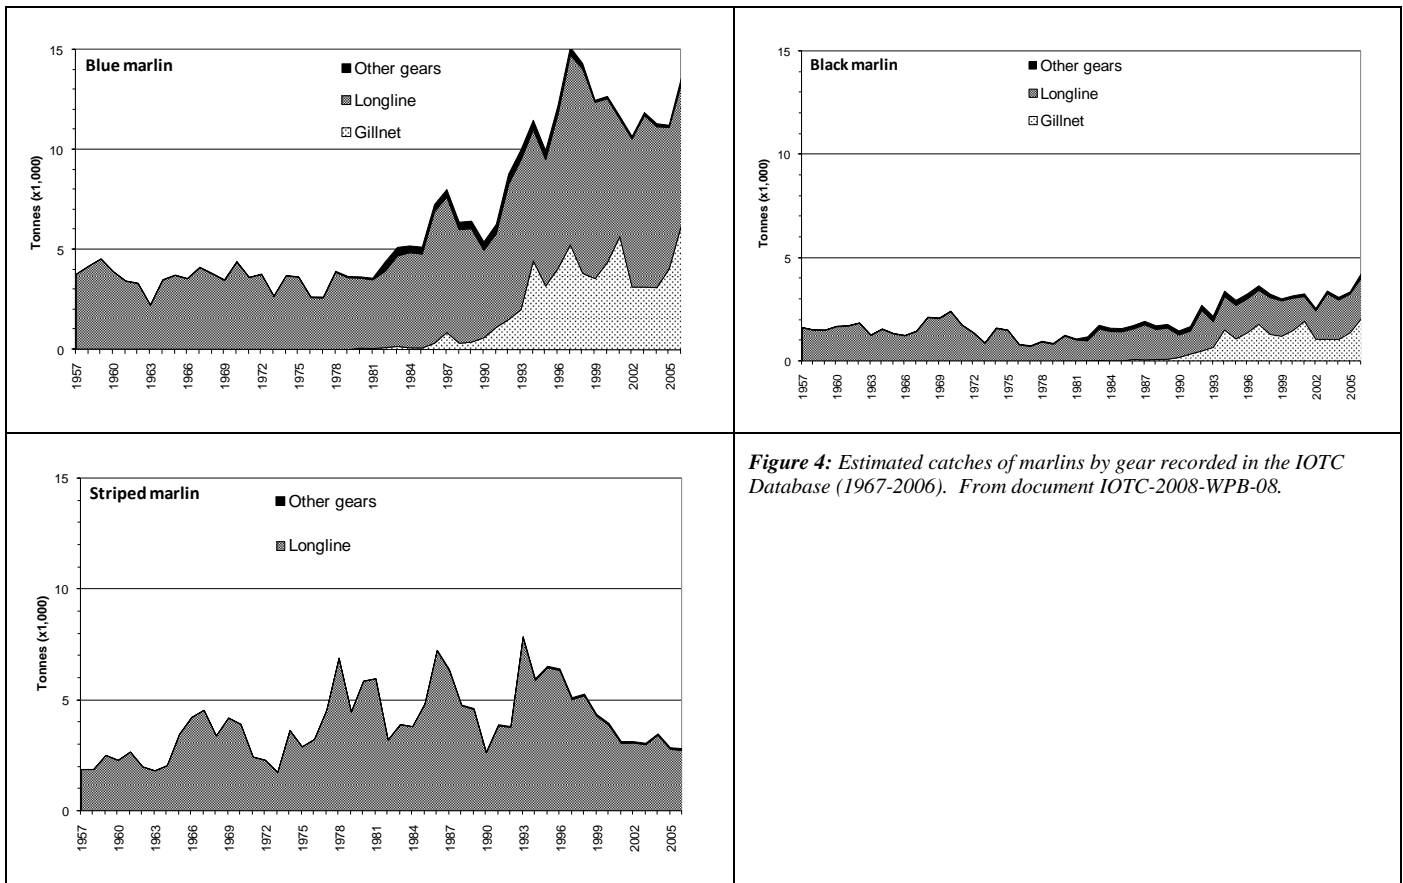 Blue marlin
Other gears
Longline
Gillnet
Tonnes (x1,000)
15
10
5
0
1957 1960 1963 1966 1969 1972 1975 1978 1981 1984 1987 1990 1993 1996 1999 2002 2005
Black marlin
Other gears
Longline
Gillnet
Tonnes (x1,000)
15
10
5
0
1957 1960 1963 1966 1969 1972 1975 1978 1981 1984 1987 1990 1993 1996 1999 2002 2005
Striped marlin
Other gears
Longline
Tonnes (x1,000)
15
10
5
0
1957 1960 1963 1966 1969 1972 1975 1978 1981 1984 1987 1990 1993 1996 1999 2002 2005
Figure 4: Estimated catches of marlins by gear recorded in the IOTC
Database (1967-2006). From document IOTC-2008-WPB-08.